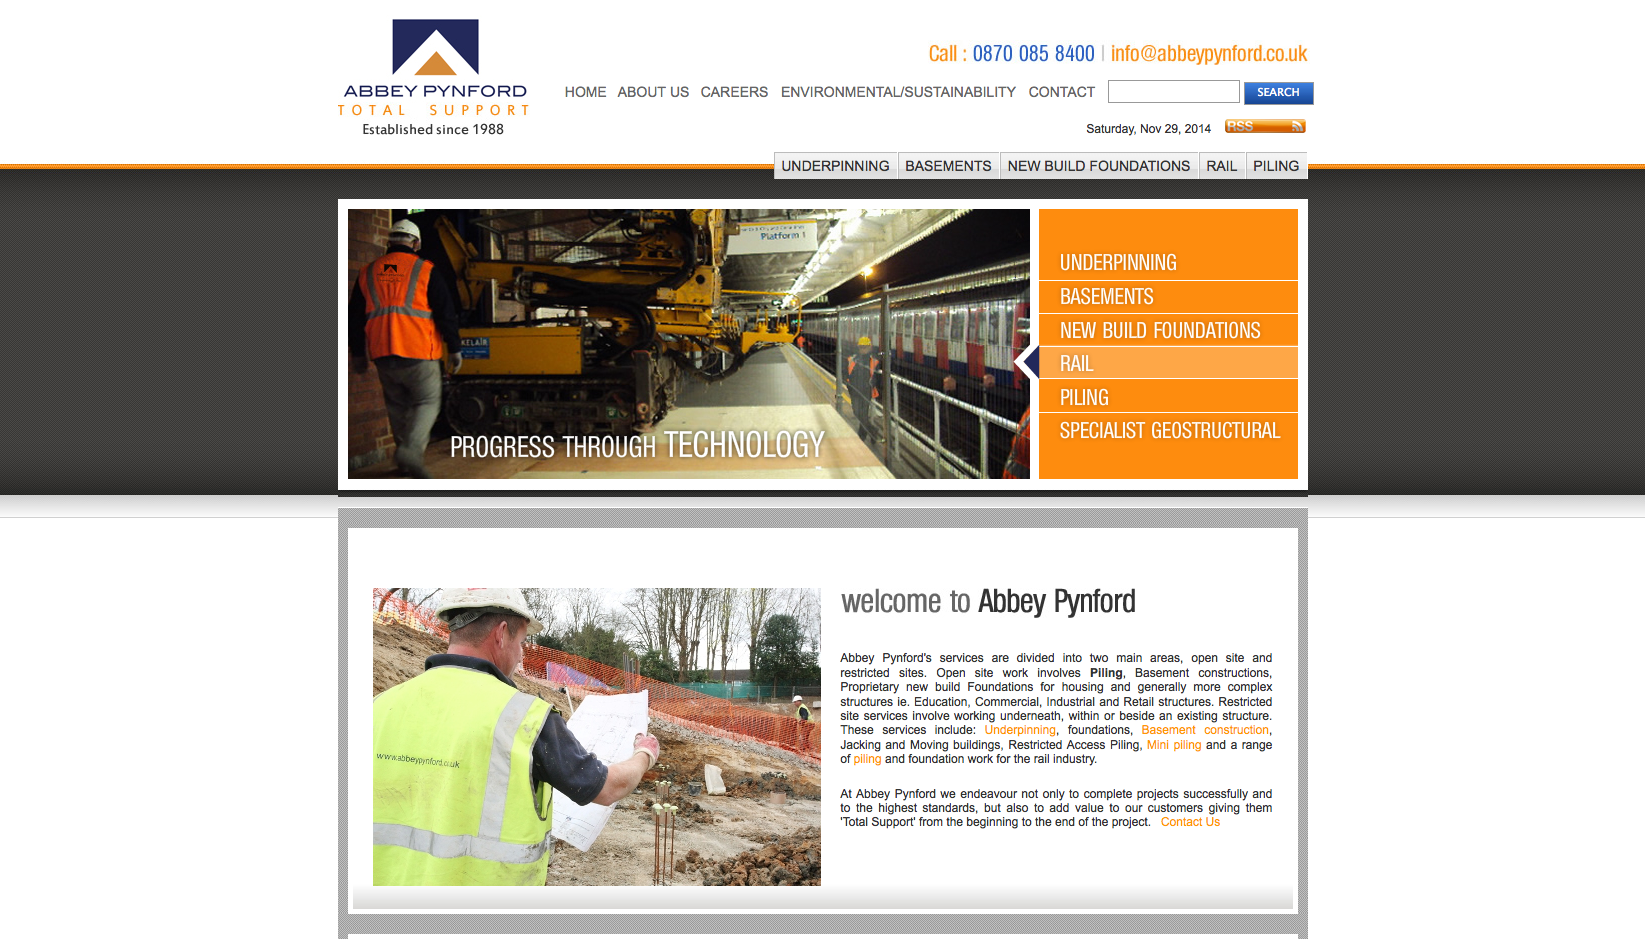 ABBEY PYNFORD
TOTAL SUPPORT
Established since 1988
Call : 0870 085 8400 | info@abbeypynford.co.uk
HOME ABOUT US CAREERS ENVIRONMENTAL/SUSTAINABILITY CONTACT SEARCH
Saturday, Nov 29, 2014 RSS
UNDERPINNING BASEMENTS NEW BUILD FOUNDATIONS RAIL PILING
Platform 1
KELAIR
PROGRESS THROUGH TECHNOLOGY
UNDERPINNING
BASEMENTS
NEW BUILD FOUNDATIONS
RAIL
PILING
SPECIALIST GEOSTRUCTURAL
www.abbeypynford.co.uk
welcome to Abbey Pynford
Abbey Pynford's services are divided into two main areas, open site and
restricted sites. Open site work involves Piling, Basement constructions,
Proprietary new build Foundations for housing and generally more complex
structures ie. Education, Commercial, Industrial and Retail structures. Restricted
site services involve working underneath, within or beside an existing structure.
These services include: Underpinning, foundations, Basement construction,
Jacking and Moving buildings, Restricted Access Piling, Mini piling and a range
of piling and foundation work for the rail industry.
At Abbey Pynford we endeavour not only to complete projects successfully and
to the highest standards, but also to add value to our customers giving them
'Total Support' from the beginning to the end of the project. Contact Us